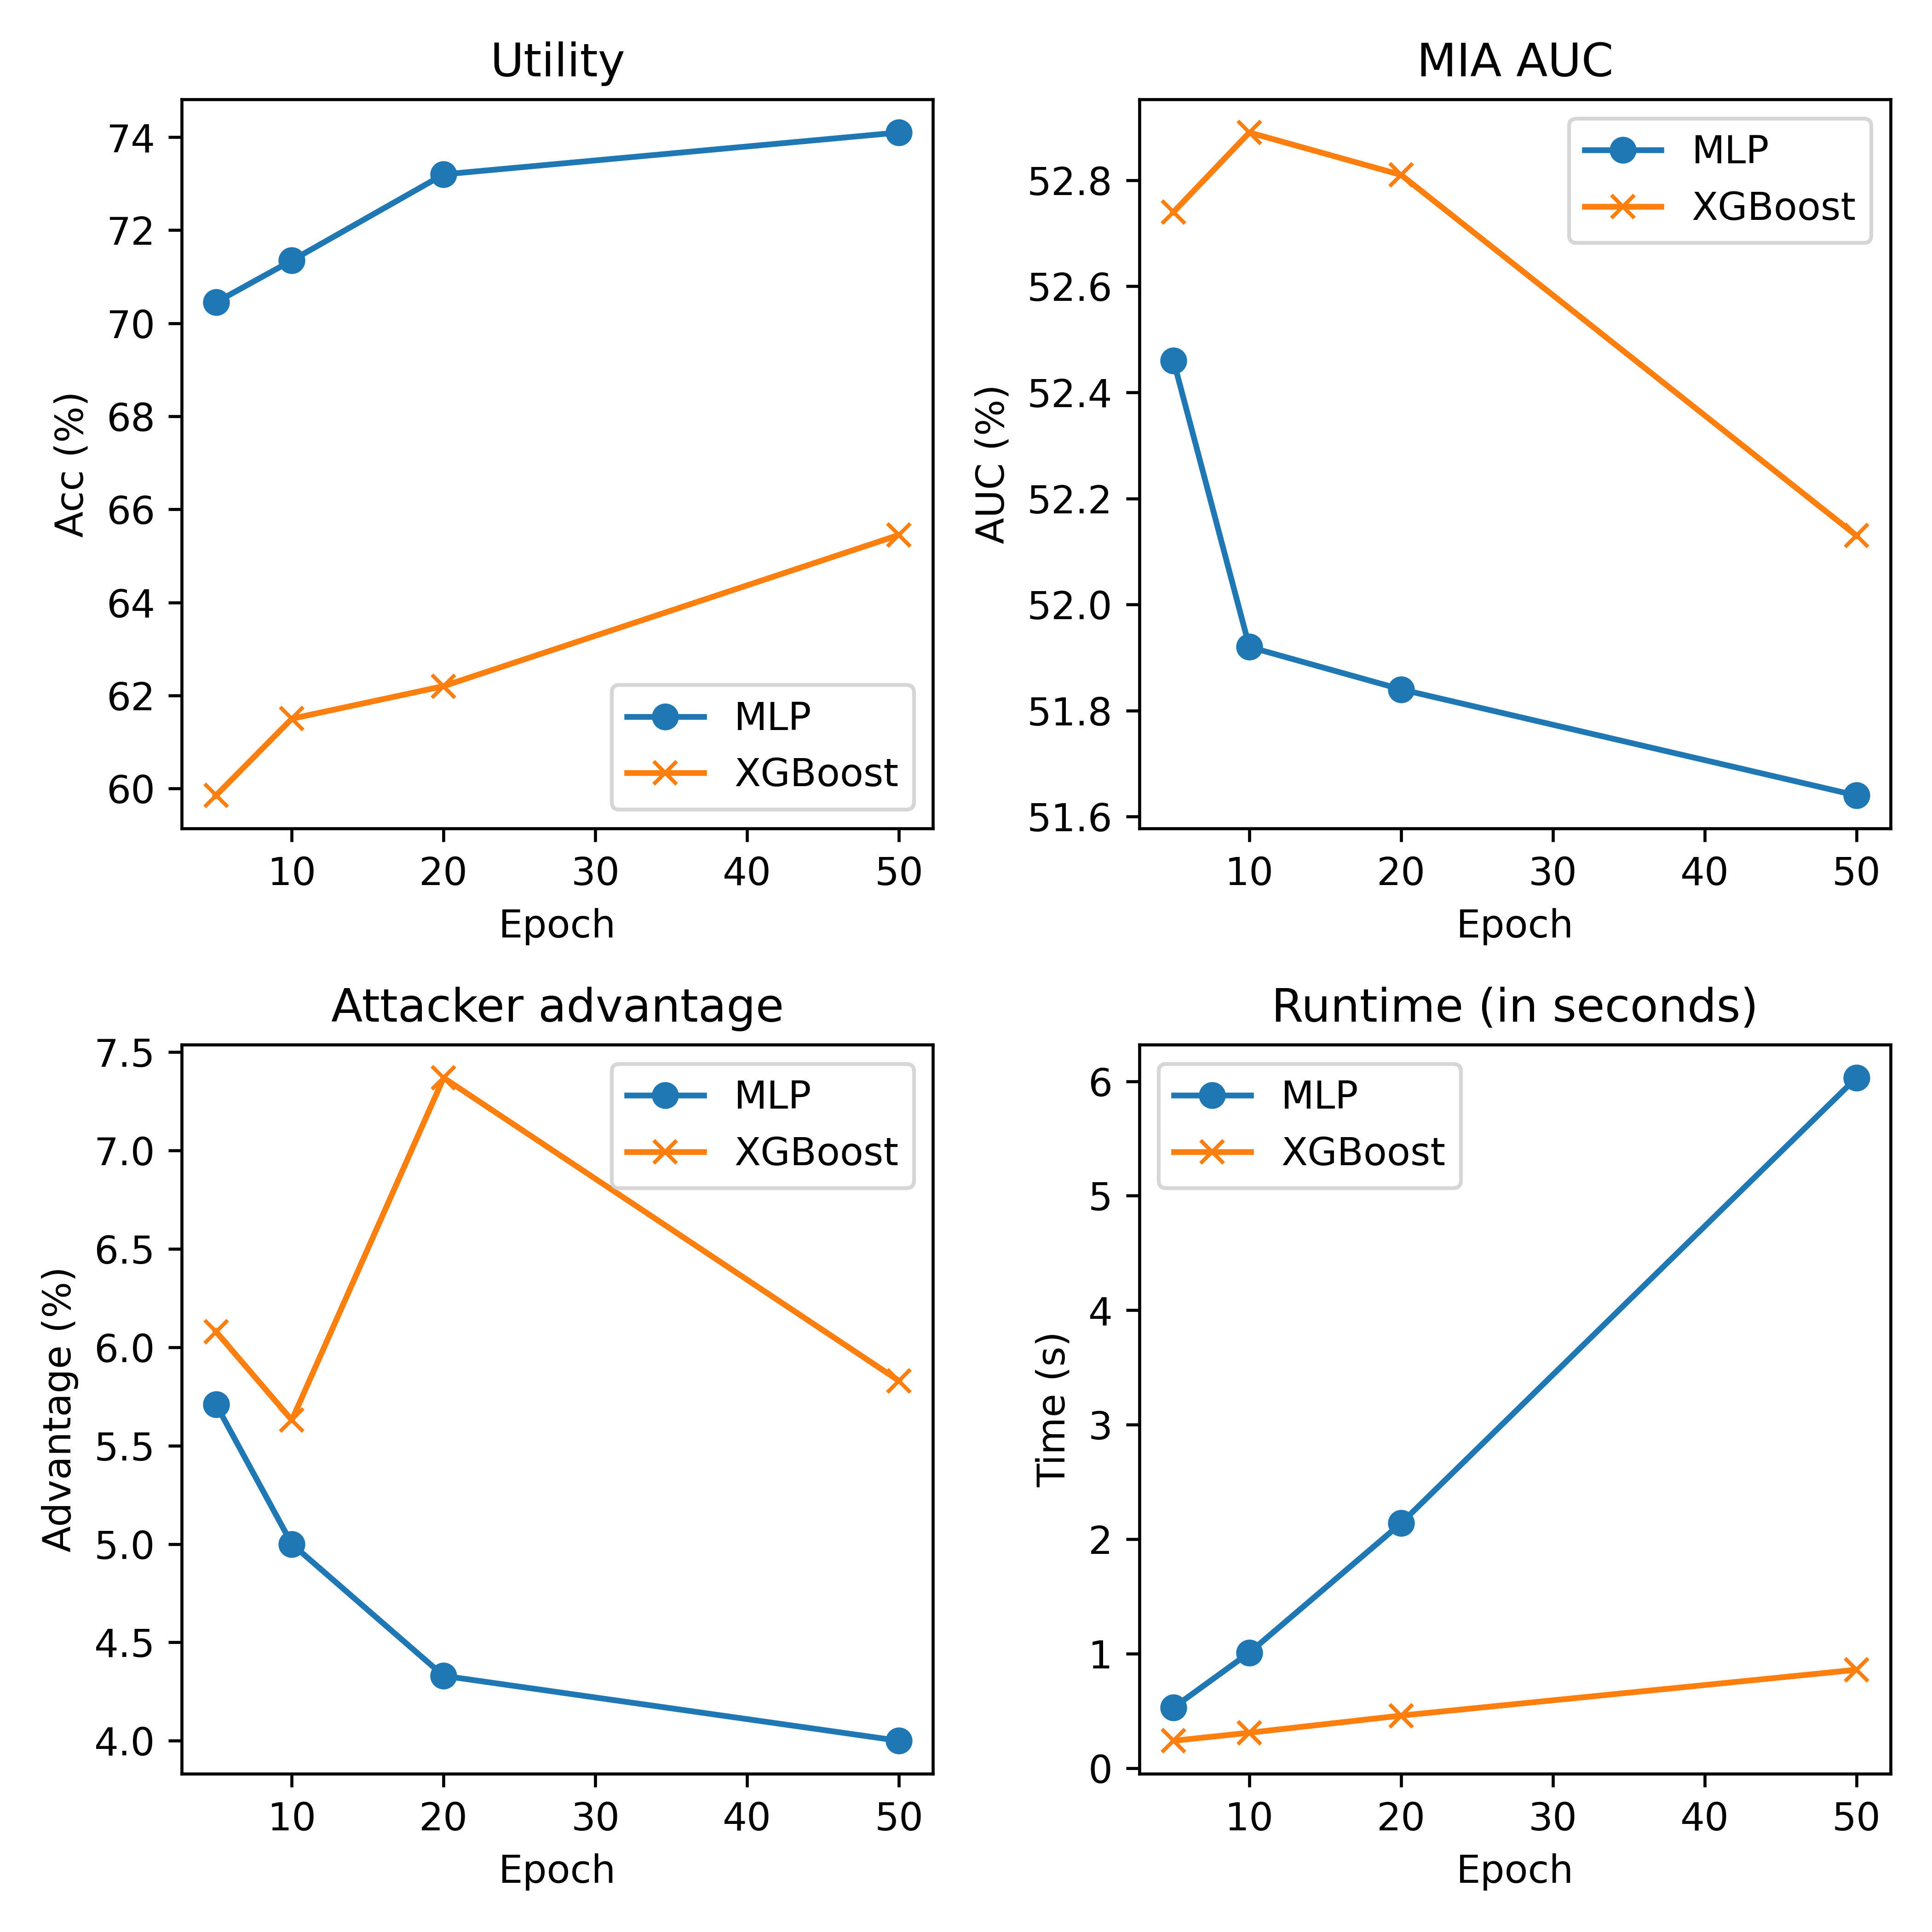 Utility
74
72
70
68
66
64
62
60
Acc (%)
MLP
XGBoost
10 20 30 40 50
Epoch
MIA AUC
52.8
52.6
52.4
52.2
52.0
51.8
51.6
AUC (%)
MLP
XGBoost
10 20 30 40 50
Epoch
Attacker advantage
7.5
7.0
6.5
6.0
5.5
5.0
4.5
4.0
Advantage (%)
MLP
XGBoost
10 20 30 40 50
Epoch
Runtime (in seconds)
6
5
4
3
2
1
0
Time (s)
MLP
XGBoost
10 20 30 40 50
Epoch